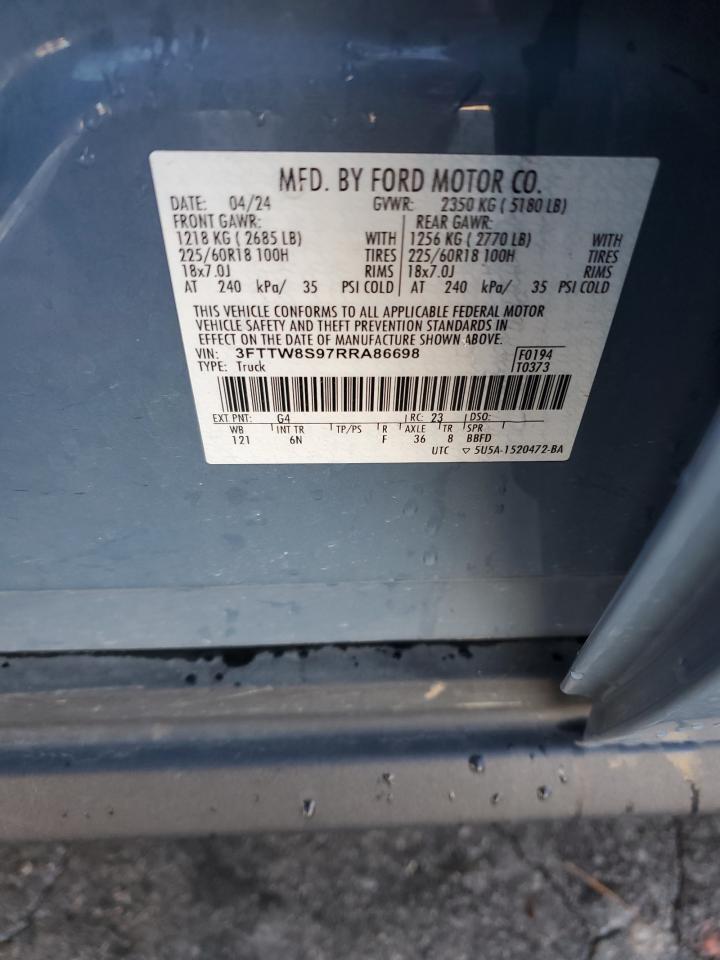 MFD. BY FORD MOTOR CO.
DATE: 04/24 GVWR: 2350 KG ( 5180 LB)
FRONT GAWR: REAR GAWR:
1218 KG ( 2685 LB) WITH 1256 KG ( 2770 LB) WITH
225/60R18 100H TIRES 225/60R18 100H TIRES
18x7.0J RIMS 18x7.0J RIMS
AT 240 kPa/ 35 PSI COLD AT 240 kPa/ 35 PSI COLD
THIS VEHICLE CONFORMS TO ALL APPLICABLE FEDERAL MOTOR
VEHICLE SAFETY AND THEFT PREVENTION STANDARDS IN
EFFECT ON THE DATE OF MANUFACTURE SHOWN ABOVE.
VIN: 3FTTW8S97RRA86698 F0194
TYPE: Truck T0373
EXT PNT: G4 RC: 23 DSO:
WB INT TR TP/PS R AXLE TR SPR
121 6N F 36 8 BBFD
UTC ▽ 5U5A-1520472-BA